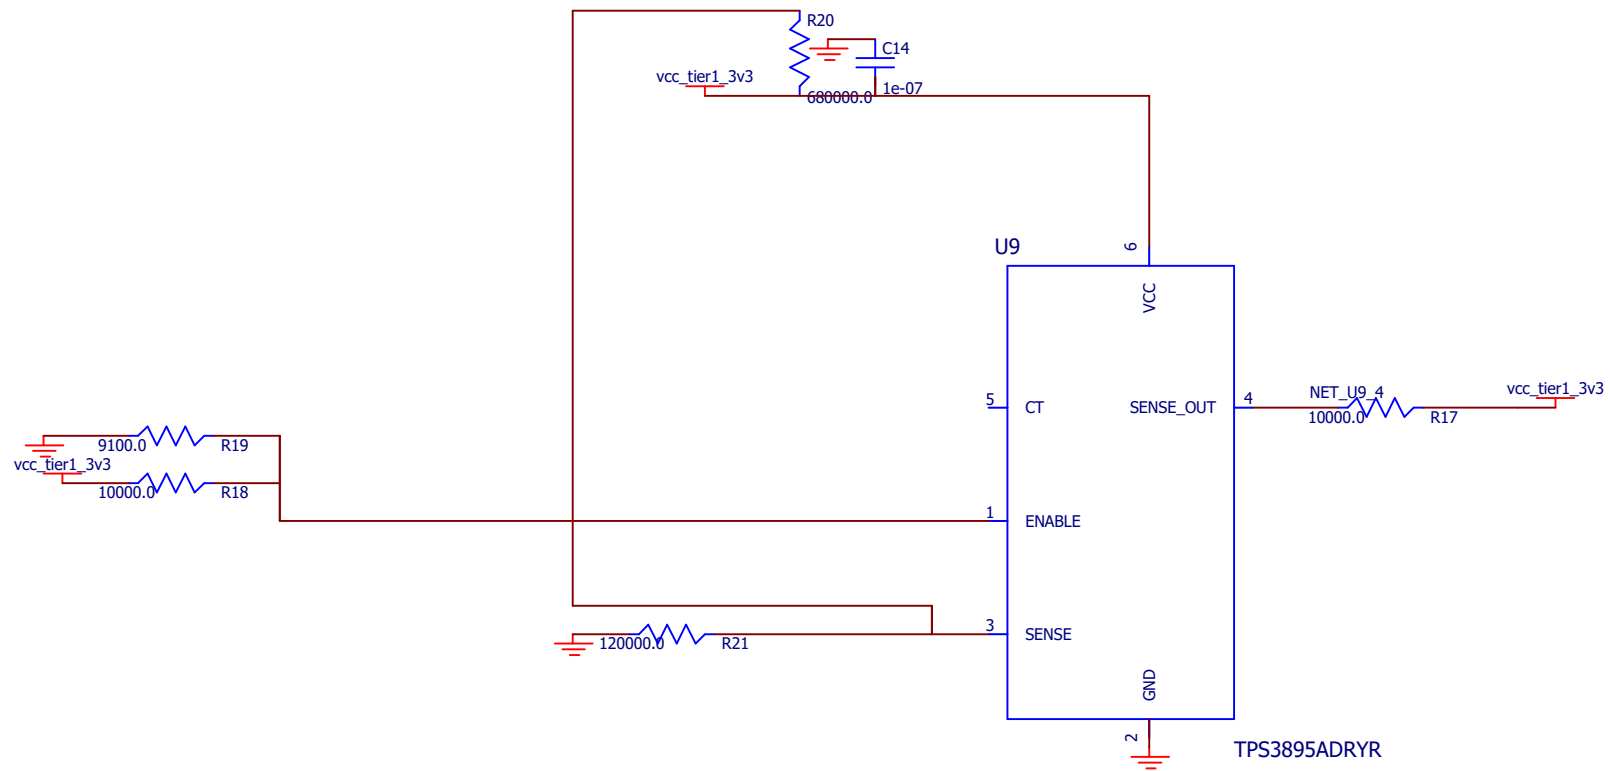 R20
C14
vcc_tier1_3v3
680000.0
1e-07
U9
6
VCC
5
CT
SENSE_OUT
4
NET_U9_4
10000.0
R17
vcc_tier1_3v3
9100.0
R19
vcc_tier1_3v3
10000.0
R18
1
ENABLE
3
SENSE
120000.0
R21
GND
2
TPS3895ADRYR